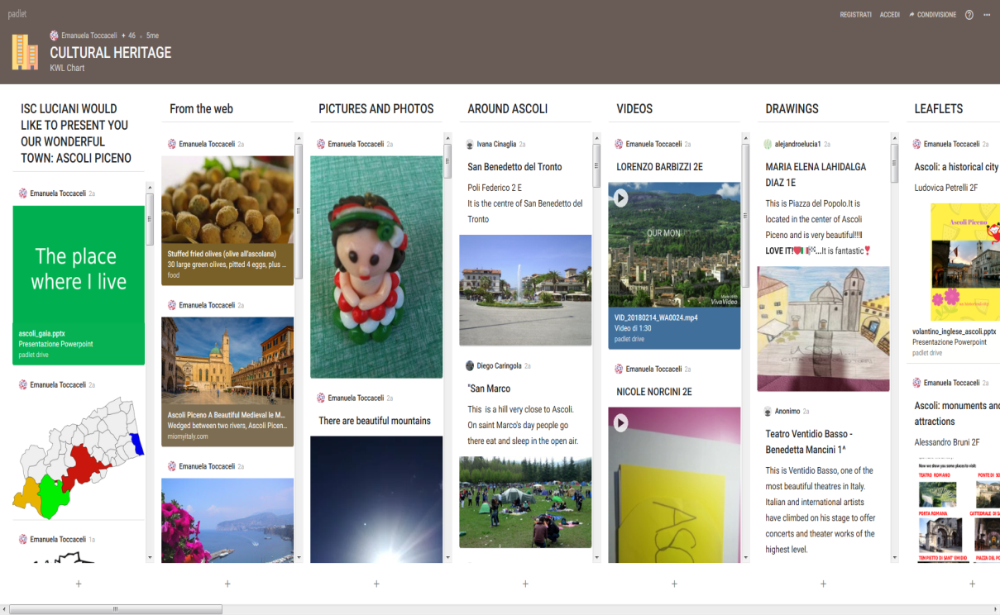 padlet
REGISTRATI ACCEDI CONDIVISIONE
Emanuela Toccaceli + 46 • 5me
CULTURAL HERITAGE
KWL Chart
ISC LUCIANI WOULD
LIKE TO PRESENT YOU
OUR WONDERFUL
TOWN: ASCOLI PICENO
Emanuela Toccaceli 2a
The place
where I live
ascoli_gaia.pptx
Presentazione Powerpoint
padlet drive
Emanuela Toccaceli 2a
Emanuela Toccaceli 1a
From the web
Emanuela Toccaceli 2a
Stuffed fried olives (olive all'ascolana)
30 large green olives, pitted 4 eggs, plus ...
food
Emanuela Toccaceli 2a
Ascoli Piceno A Beautiful Medieval le M...
Wedged between two rivers, Ascoli Picen...
miomyitaly.com
Emanuela Toccaceli 2a
PICTURES AND PHOTOS
Emanuela Toccaceli 2a
Emanuela Toccaceli 2a
There are beautiful mountains
AROUND ASCOLI
Ivana Cinaglia 2a
San Benedetto del Tronto
Poli Federico 2 E
It is the centre of San Benedetto del
Tronto
Diego Caringola 2a
"San Marco
This is a hill very close to Ascoli.
On saint Marco's day people go
there eat and sleep in the open air.
VIDEOS
Emanuela Toccaceli 2a
LORENZO BARBIZZI 2E
OUR MON
Made With
VivaVideo
VID_20180214_WA0024.mp4
Video di 1:30
padlet drive
Emanuela Toccaceli 2a
NICOLE NORCINI 2E
ASC
DRAWINGS
alejandroelucia1 2a
MARIA ELENA LAHIDALGA
DIAZ 1E
This is Piazza del Popolo.It is
located in the center of Ascoli
Piceno and is very beautiful!!!I
LOVE IT!🌹🇮🇹🏁...It is fantastic❣
Anonimo 2a
Teatro Ventidio Basso -
Benedetta Mancini 1^
This is Ventidio Basso, one of the
most beautiful theatres in Italy.
Italian and international artists
have climbed on his stage to offer
concerts and theater works of the
highest level.
LEAFLETS
Emanuela Toccaceli 2a
Ascoli: a historical city
Ludovica Petrelli 2F
Ascoli Piceno
an historical city
volantino_inglese_ascoli.pptx
Presentazione Powerpoint
padlet drive
Emanuela Toccaceli 2a
Ascoli: monuments and
attractions
Alessandro Bruni 2F
Now we show you some places to visit:
TEATRO ROMANO PONTE DI SO
PORTA ROMANA CATTEDRALE DI SA
TEMPIETTO DI SANT EMIDIO PIAZZA DEL PO